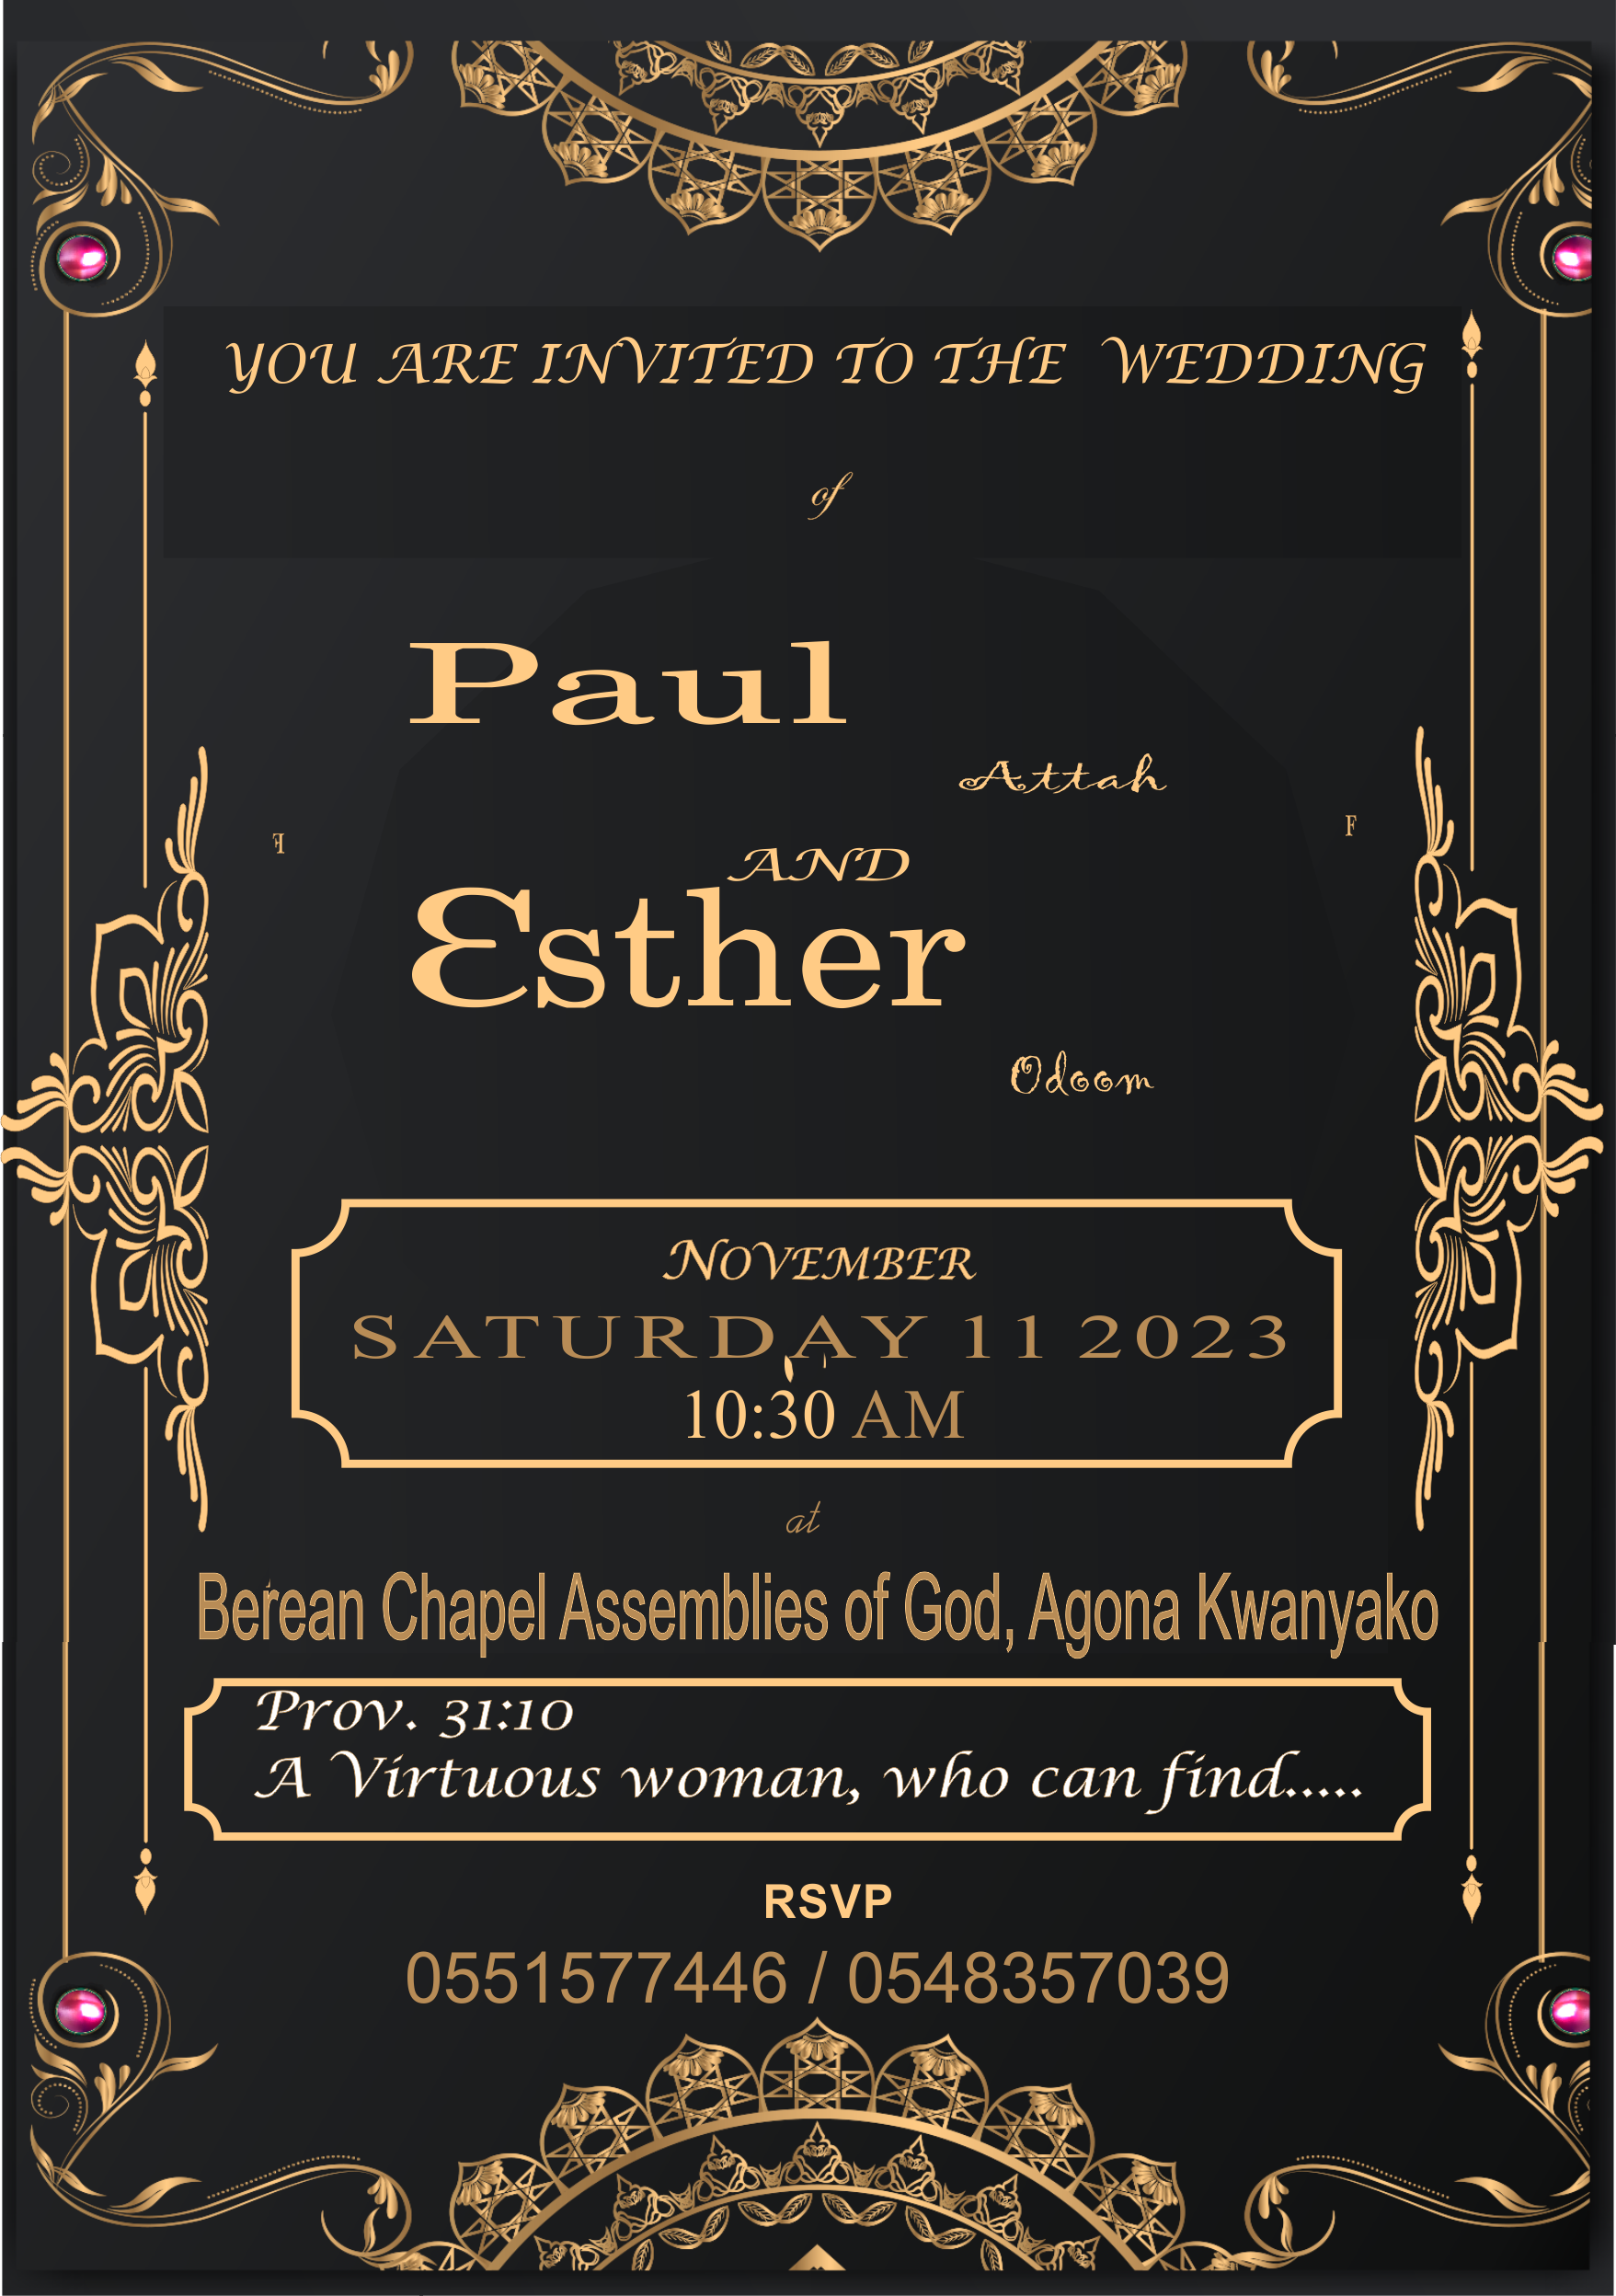 YOU ARE INVITED TO THE WEDDING
of
Paul
Attah
F
F
AND
Esther
Odoom
NOVEMBER
SATURDAY 11 2023
10:30 AM
at
Berean Chapel Assemblies of God, Agona Kwanyako
Prov. 31:10
A Virtuous woman, who can find.....
RSVP
0551577446 / 0548357039